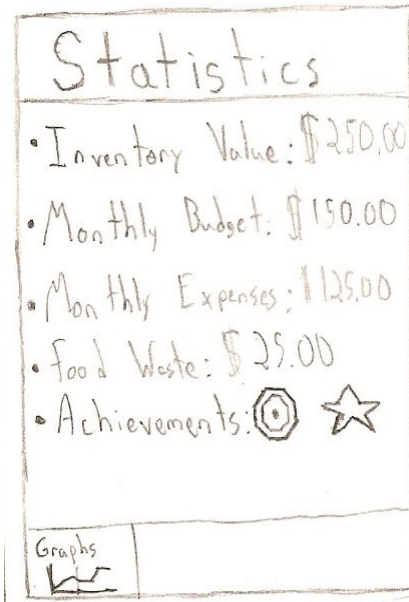 Statistics
• Inventory Value: $250.00
• Monthly Budget: $150.00
• Monthly Expenses: $125.00
• Food Waste: $25.00
• Achievements:
Graphs